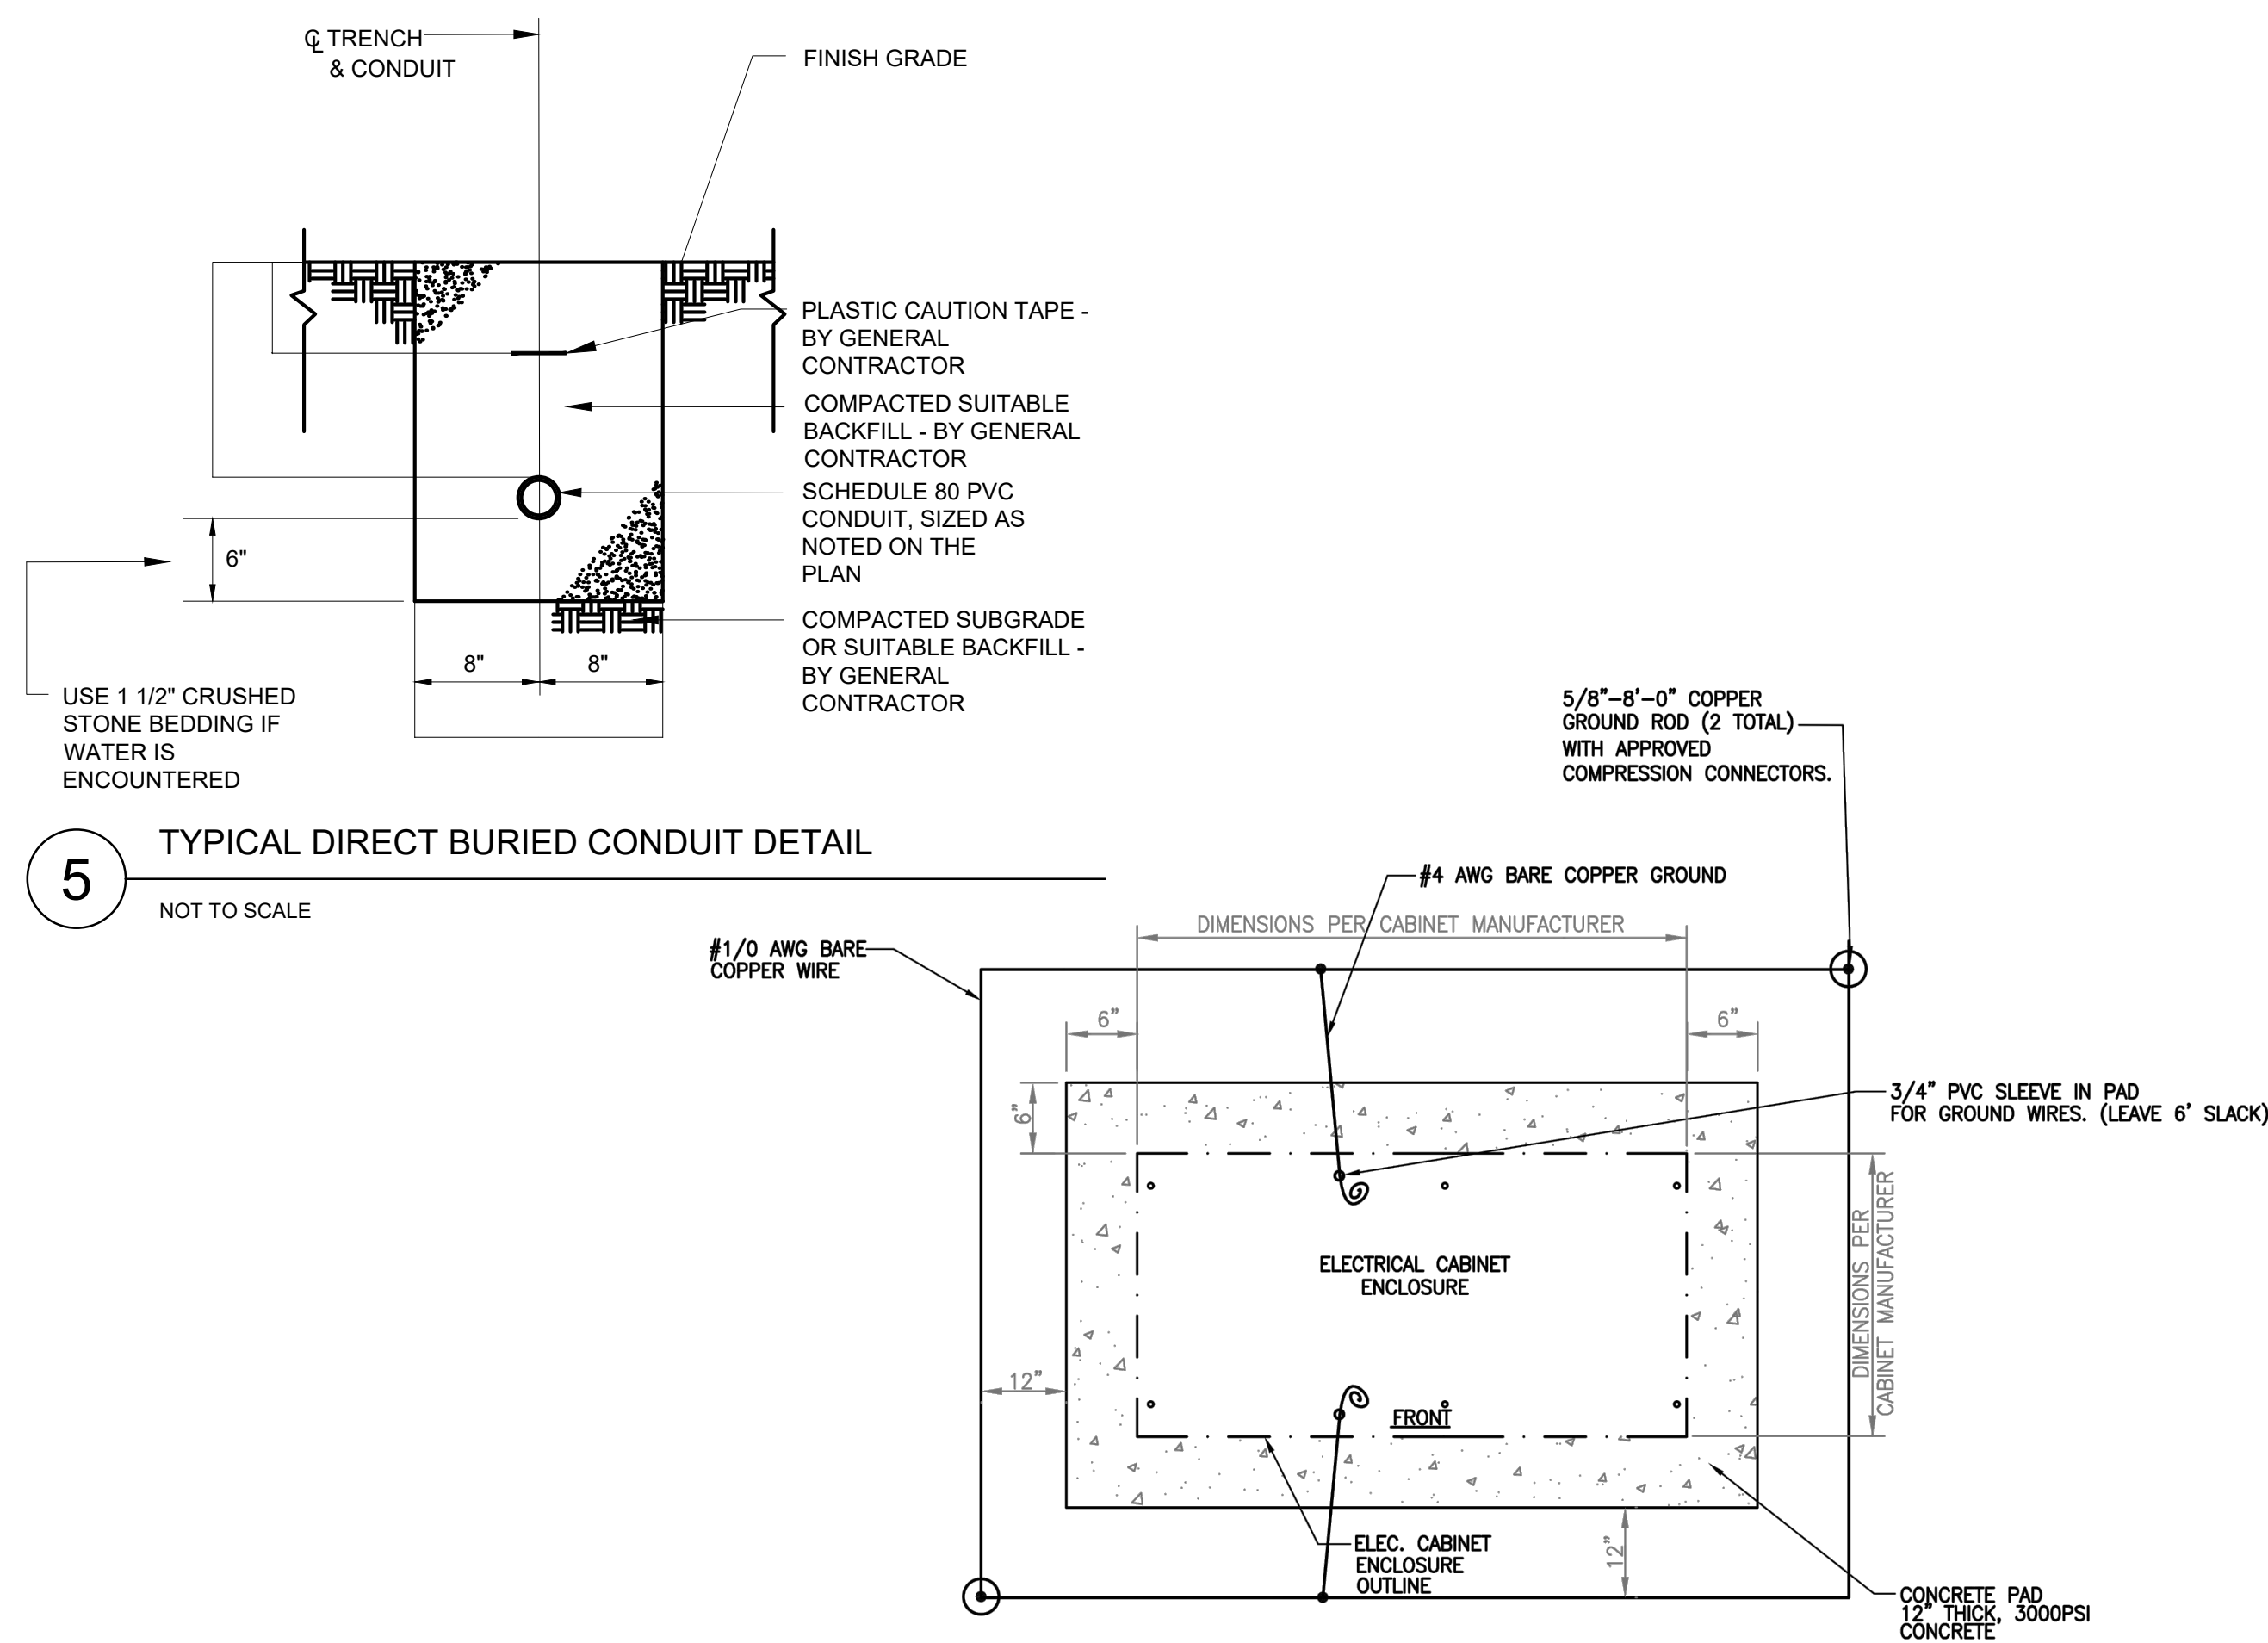 ℄ TRENCH
& CONDUIT
FINISH GRADE
PLASTIC CAUTION TAPE -
BY GENERAL
CONTRACTOR
COMPACTED SUITABLE
BACKFILL - BY GENERAL
CONTRACTOR
SCHEDULE 80 PVC
CONDUIT, SIZED AS
NOTED ON THE
PLAN
6"
COMPACTED SUBGRADE
OR SUITABLE BACKFILL -
BY GENERAL
CONTRACTOR
8"
8"
USE 1 1/2" CRUSHED
STONE BEDDING IF
WATER IS
ENCOUNTERED
5
TYPICAL DIRECT BURIED CONDUIT DETAIL
NOT TO SCALE
5/8"-8'-0" COPPER
GROUND ROD (2 TOTAL)
WITH APPROVED
COMPRESSION CONNECTORS.
#4 AWG BARE COPPER GROUND
DIMENSIONS PER CABINET MANUFACTURER
#1/0 AWG BARE
COPPER WIRE
6"
6"
6"
3/4" PVC SLEEVE IN PAD
FOR GROUND WIRES. (LEAVE 6' SLACK)
ELECTRICAL CABINET
ENCLOSURE
DIMENSIONS PER
CABINET MANUFACTURER
12"
FRONT
ELEC. CABINET
ENCLOSURE
OUTLINE
12"
CONCRETE PAD
12" THICK, 3000PSI
CONCRETE